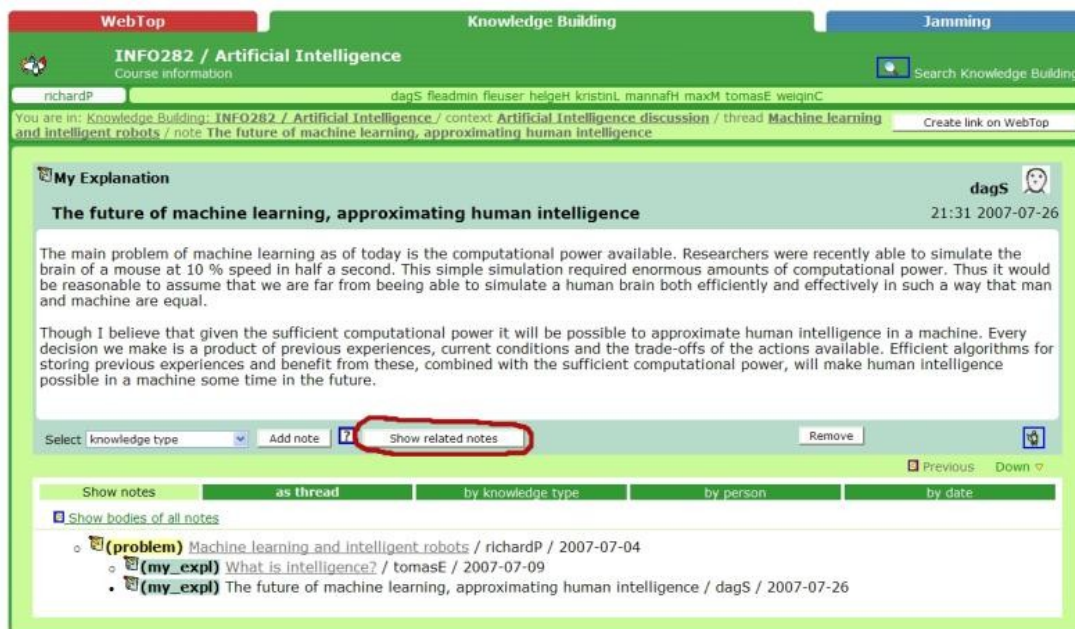 WebTop Knowledge Building Jamming
INFO282 / Artificial Intelligence
Course information
Search Knowledge Building
richardP dagS fleadmin fleuser helgeH kristinL mannafH maxM tomasE weiqinC
You are in: Knowledge Building: INFO282 / Artificial Intelligence / context Artificial Intelligence discussion / thread Machine learning
and intelligent robots / note The future of machine learning, approximating human intelligence
Create link on WebTop
My Explanation
dagS
The future of machine learning, approximating human intelligence
21:31 2007-07-26
The main problem of machine learning as of today is the computational power available. Researchers were recently able to simulate the
brain of a mouse at 10 % speed in half a second. This simple simulation required enormous amounts of computational power. Thus it would
be reasonable to assume that we are far from beeing able to simulate a human brain both efficiently and effectively in such a way that man
and machine are equal.
Though I believe that given the sufficient computational power it will be possible to approximate human intelligence in a machine. Every
decision we make is a product of previous experiences, current conditions and the trade-offs of the actions available. Efficient algorithms for
storing previous experiences and benefit from these, combined with the sufficient computational power, will make human intelligence
possible in a machine some time in the future.
Select knowledge type Add note ? Show related notes Remove
Previous Down
Show notes as thread by knowledge type by person by date
Show bodies of all notes
(problem) Machine learning and intelligent robots / richardP / 2007-07-04
(my_expl) What is intelligence? / tomasE / 2007-07-09
(my_expl) The future of machine learning, approximating human intelligence / dagS / 2007-07-26